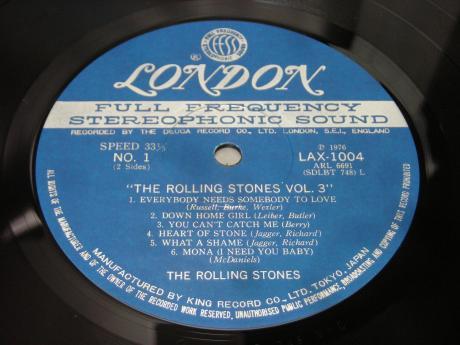 FULL FREQUENCY STEREOPHONIC
ffss
® LONDON
FULL FREQUENCY
STEREOPHONIC SOUND
RECORDED BY THE DECCA RECORD CO., LTD. LONDON, S.E.I., ENGLAND
SPEED 33⅓
NO. 1
(2 Sides)
Ⓟ 1976
LAX-1004
ARL 6691
(SDLBT 748) L
"THE ROLLING STONES VOL. 3"
1. EVERYBODY NEEDS SOMEBODY TO LOVE
(Russell, Burke, Wexler)
2. DOWN HOME GIRL (Leiber, Butler)
3. YOU CAN'T CATCH ME (Berry)
4. HEART OF STONE (Jagger, Richard)
5. WHAT A SHAME (Jagger, Richard)
6. MONA (I NEED YOU BABY)
(McDaniels)
THE ROLLING STONES
MANUFACTURED BY KING RECORD CO., LTD. TOKYO, JAPAN
ALL RIGHTS OF THE MANUFACTURER AND OF THE OWNER OF THE RECORDED WORK RESERVED, UNAUTHORISED PUBLIC PERFORMANCE, BROADCASTING AND COPYING OF THIS RECORD PROHIBITED.